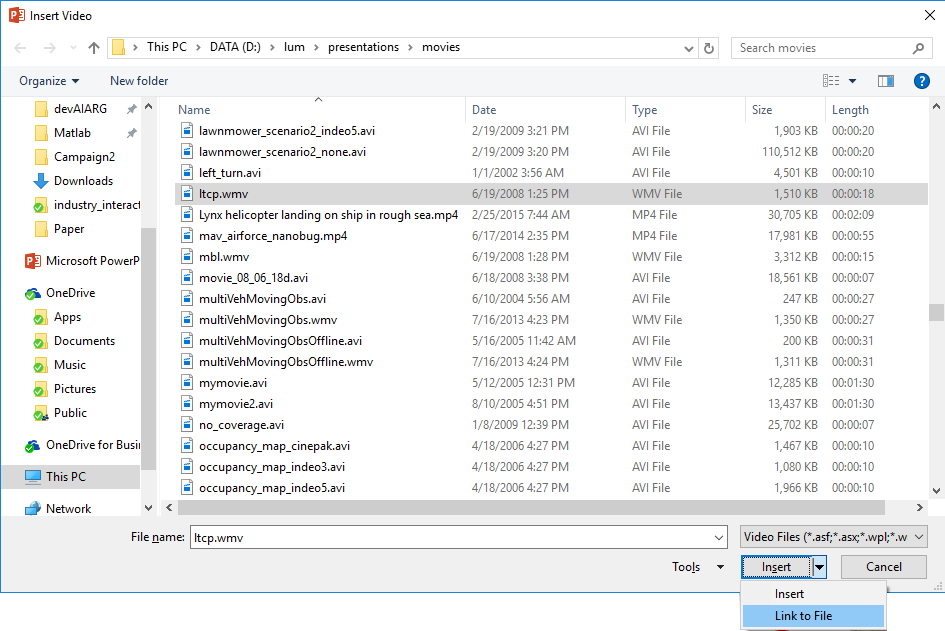 Insert Video
This PC > DATA (D:) > lum > presentations > movies
Search movies
Organize New folder
Name Date Type Size Length
devAIARG
Matlab
Campaign2
Downloads
industry_interact
Paper
Microsoft PowerP
OneDrive
Apps
Documents
Music
Pictures
Public
OneDrive for Busi
This PC
Network
lawnmower_scenario2_indeo5.avi 2/19/2009 3:21 PM AVI File 1,903 KB 00:00:20
lawnmower_scenario2_none.avi 2/19/2009 3:20 PM AVI File 110,512 KB 00:00:20
left_turn.avi 1/1/2002 3:56 AM AVI File 4,501 KB 00:00:10
ltcp.wmv 6/19/2008 1:25 PM WMV File 1,510 KB 00:00:18
Lynx helicopter landing on ship in rough sea.mp4 2/25/2015 7:44 AM MP4 File 30,705 KB 00:02:09
mav_airforce_nanobug.mp4 6/17/2014 2:35 PM MP4 File 17,981 KB 00:00:55
mbl.wmv 6/19/2008 1:28 PM WMV File 3,312 KB 00:00:15
movie_08_06_18d.avi 6/18/2008 3:38 PM AVI File 18,561 KB 00:00:07
multiVehMovingObs.avi 6/10/2004 5:56 AM AVI File 247 KB 00:00:27
multiVehMovingObs.wmv 7/16/2013 4:23 PM WMV File 1,350 KB 00:00:27
multiVehMovingObsOffline.avi 5/16/2005 11:42 AM AVI File 200 KB 00:00:31
multiVehMovingObsOffline.wmv 7/16/2013 4:24 PM WMV File 1,311 KB 00:00:31
mymovie.avi 5/12/2005 12:31 PM AVI File 12,285 KB 00:01:30
mymovie2.avi 8/10/2005 4:51 PM AVI File 13,437 KB 00:01:30
no_coverage.avi 1/8/2009 12:39 PM AVI File 25,702 KB 00:00:07
occupancy_map_cinepak.avi 4/18/2006 4:27 PM AVI File 1,467 KB 00:00:10
occupancy_map_indeo3.avi 4/18/2006 4:27 PM AVI File 1,080 KB 00:00:10
occupancy_map_indeo5.avi 4/18/2006 4:27 PM AVI File 1,966 KB 00:00:10
File name: ltcp.wmv Video Files (*.asf;*.asx;*.wpl;*.w
Tools Insert Cancel
Insert
Link to File